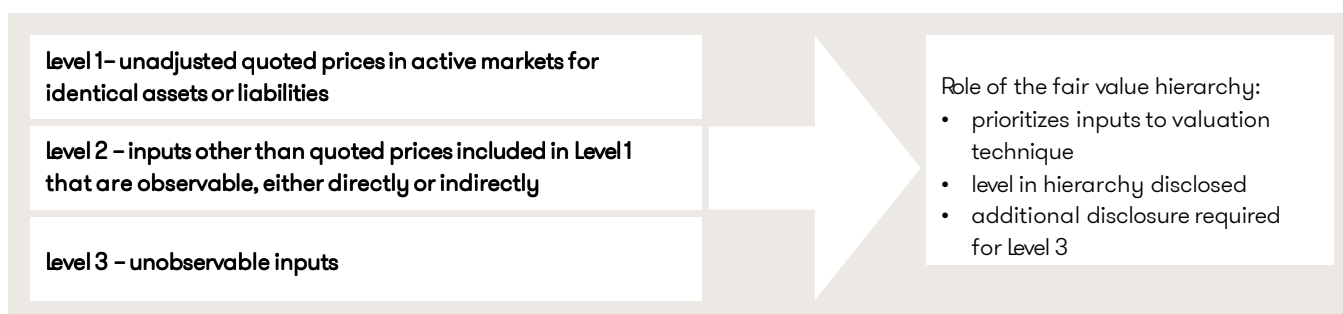 Level 1– unadjusted quoted prices in active markets for
identical assets or liabilities
Level 2 – inputs other than quoted prices included in Level 1
that are observable, either directly or indirectly
Level 3 – unobservable inputs
Role of the fair value hierarchy:
• prioritizes inputs to valuation
technique
• level in hierarchy disclosed
• additional disclosure required
for Level 3